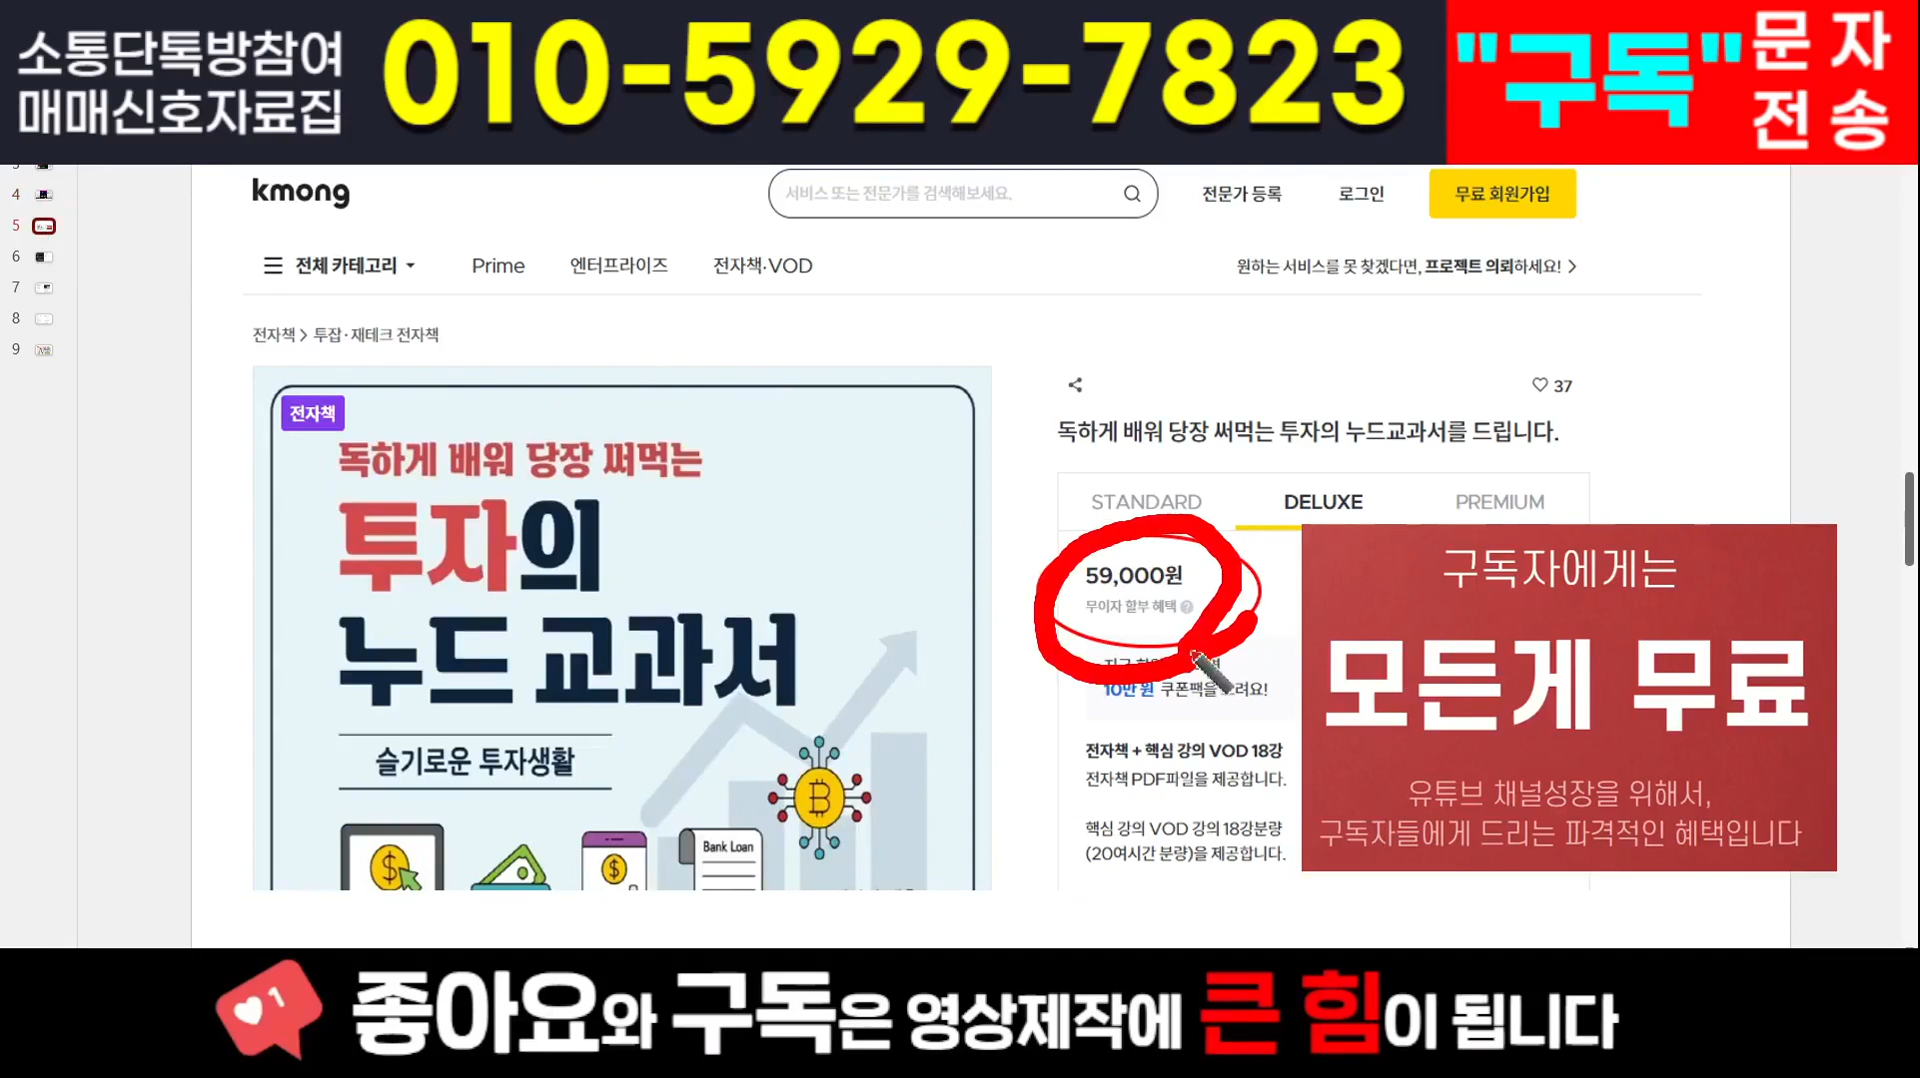 소통단톡방참여
매매신호자료집
010-5929-7823
"구독"
문자
전송
4
5
6
7
8
9
kmong
서비스 또는 전문가를 검색해보세요.
전문가 등록
로그인
무료 회원가입
전체 카테고리
Prime
엔터프라이즈
전자책·VOD
원하는 서비스를 못 찾겠다면, 프로젝트 의뢰하세요!
전자책 > 투잡·재테크 전자책
전자책
독하게 배워 당장 써먹는
투자의
누드 교과서
슬기로운 투자생활
Bank Loan
37
독하게 배워 당장 써먹는 투자의 누드교과서를 드립니다.
STANDARD
DELUXE
PREMIUM
59,000원
무이자 할부 혜택
10만원 쿠폰팩을 드려요!
전자책 + 핵심 강의 VOD 18강
전자책 PDF파일을 제공합니다.
핵심 강의 VOD 강의 18강분량
(20여시간 분량)을 제공합니다.
구독자에게는
모든게 무료
유튜브 채널성장을 위해서,
구독자들에게 드리는 파격적인 혜택입니다
1
좋아요와 구독은 영상제작에 큰 힘이 됩니다